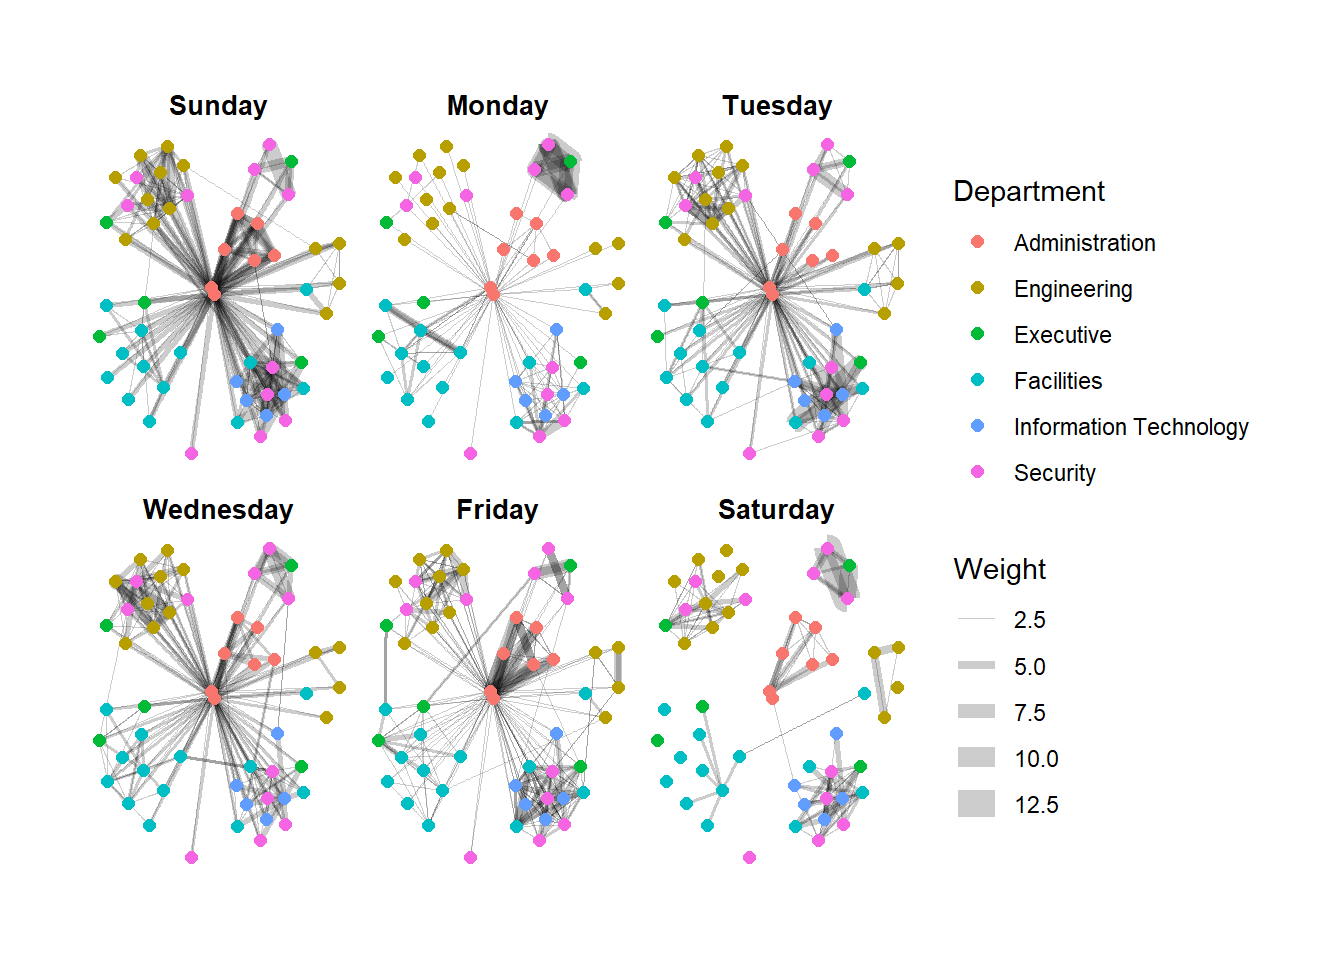 Sunday
Monday
Tuesday
Wednesday
Friday
Saturday
Department
Administration
Engineering
Executive
Facilities
Information Technology
Security
Weight
2.5
5.0
7.5
10.0
12.5